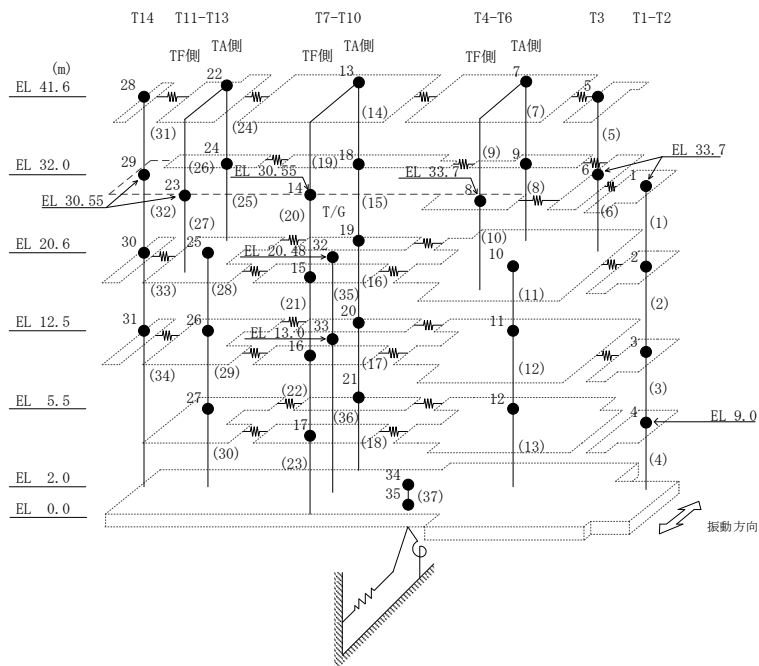 T14 T11-T13 T7-T10 T4-T6 T3 T1-T2
TF側 TA側 TA側 TF側 TA側
(m)
EL 41.6 28 22 13 7 5
(31) (24) (14) (7) (5)
EL 32.0 29 24 18 9 6 1 EL 33.7
(26) (19) (9)
EL 30.55 EL 30.55 EL 33.7
23 14 8
(32) (25) (20) (15) (8) (6) (1)
(27) T/G
EL 20.6 30 25 32 19 10 2
(10)
EL 20.48
15
(33) (28) (35) (16) (11) (2)
(21)
EL 12.5 31 26 33 20 11 3
EL 13.0
16
(34) (29) (17) (12) (3)
EL 5.5 27 21 12 4 EL 9.0
(22) (36)
17
(30) (23) (18) (13) (4)
EL 2.0 34
35 (37)
EL 0.0
振動方向